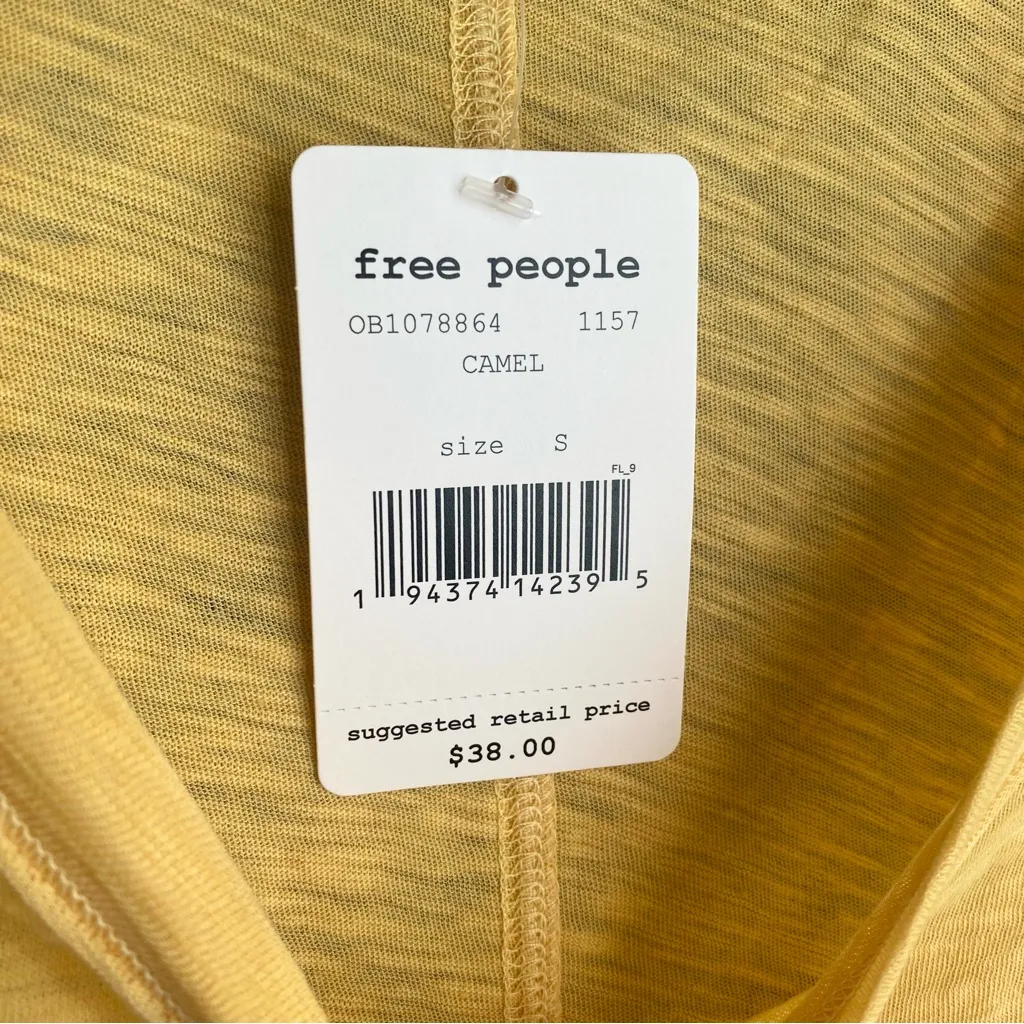 free people
OB1078864 1157
CAMEL
size S
FL_9
1 94374 14239 5
suggested retail price
$38.00